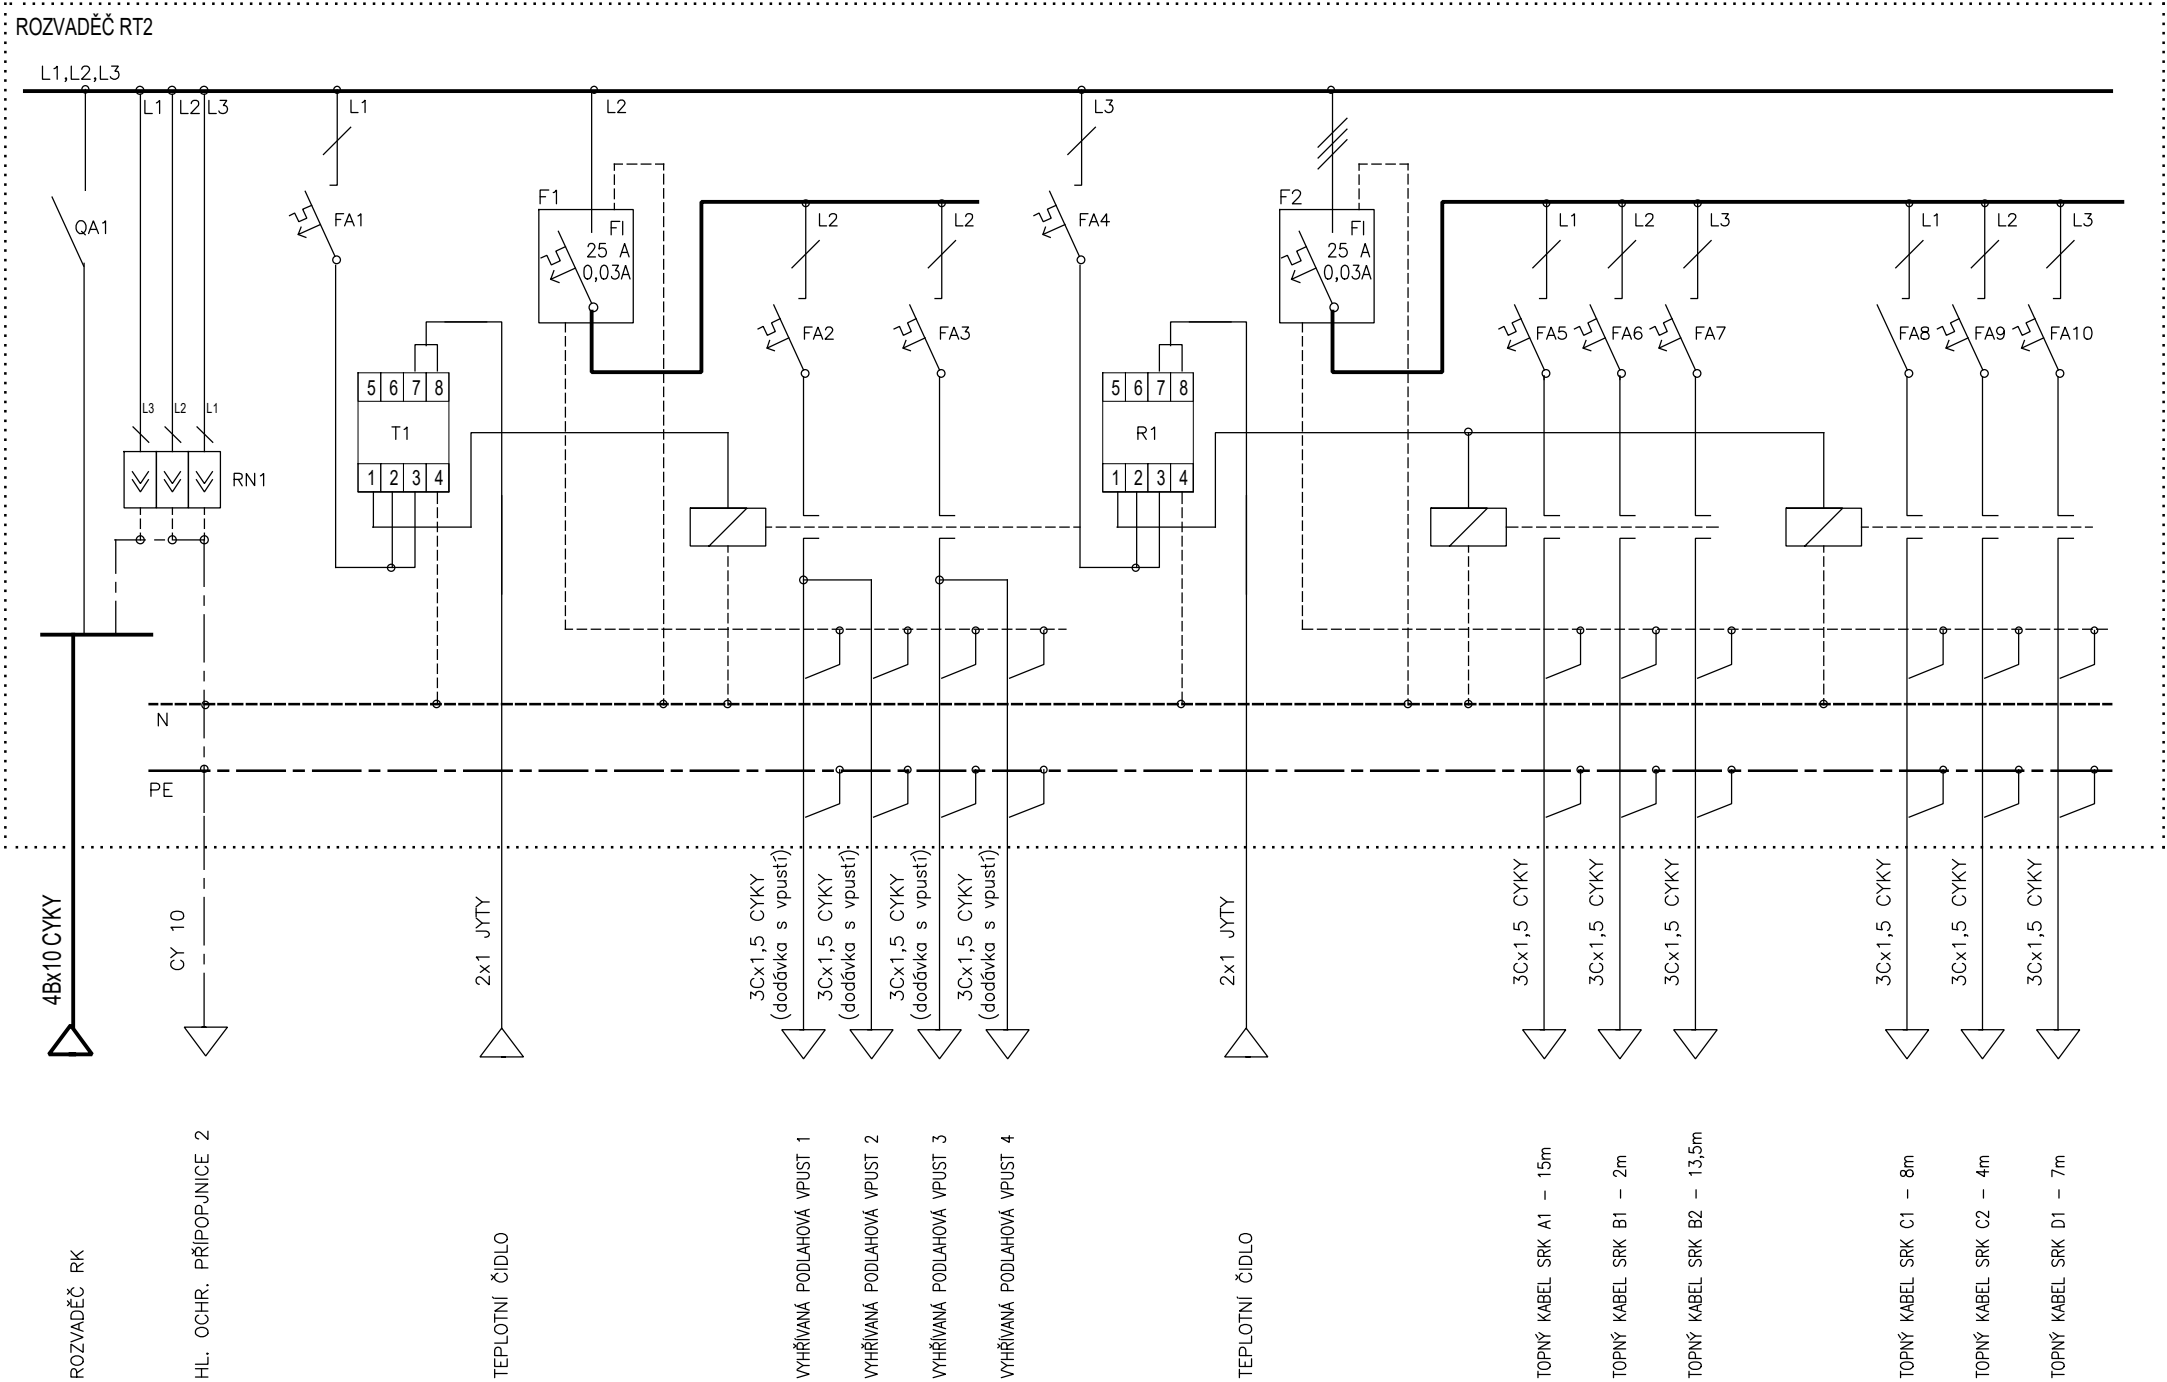 ROZVADĚČ RT2
L1,L2,L3
L1
L2
L3
L1
L2
L3
QA1
FA1
F1
FI
25 A
0,03A
L2
L2
FA2
FA3
FA4
F2
FI
25 A
0,03A
L1
L2
L3
L1
L2
L3
FA5
FA6
FA7
FA8
FA9
FA10
L3
L2
L1
RN1
5 6 7 8
T1
1 2 3 4
5 6 7 8
R1
1 2 3 4
N
PE
4Bx10 CYKY
CY 10
2x1 JYTY
3Cx1,5 CYKY
(dodávka s vpustí)
3Cx1,5 CYKY
(dodávka s vpustí)
3Cx1,5 CYKY
(dodávka s vpustí)
3Cx1,5 CYKY
(dodávka s vpustí)
2x1 JYTY
3Cx1,5 CYKY
3Cx1,5 CYKY
3Cx1,5 CYKY
3Cx1,5 CYKY
3Cx1,5 CYKY
3Cx1,5 CYKY
ROZVADĚČ RK
HL. OCHR. PŘÍPOPJNICE 2
TEPLOTNÍ ČIDLO
VYHŘÍVANÁ PODLAHOVÁ VPUST 1
VYHŘÍVANÁ PODLAHOVÁ VPUST 2
VYHŘÍVANÁ PODLAHOVÁ VPUST 3
VYHŘÍVANÁ PODLAHOVÁ VPUST 4
TEPLOTNÍ ČIDLO
TOPNÝ KABEL SRK A1 – 15m
TOPNÝ KABEL SRK B1 – 2m
TOPNÝ KABEL SRK B2 – 13,5m
TOPNÝ KABEL SRK C1 – 8m
TOPNÝ KABEL SRK C2 – 4m
TOPNÝ KABEL SRK D1 – 7m